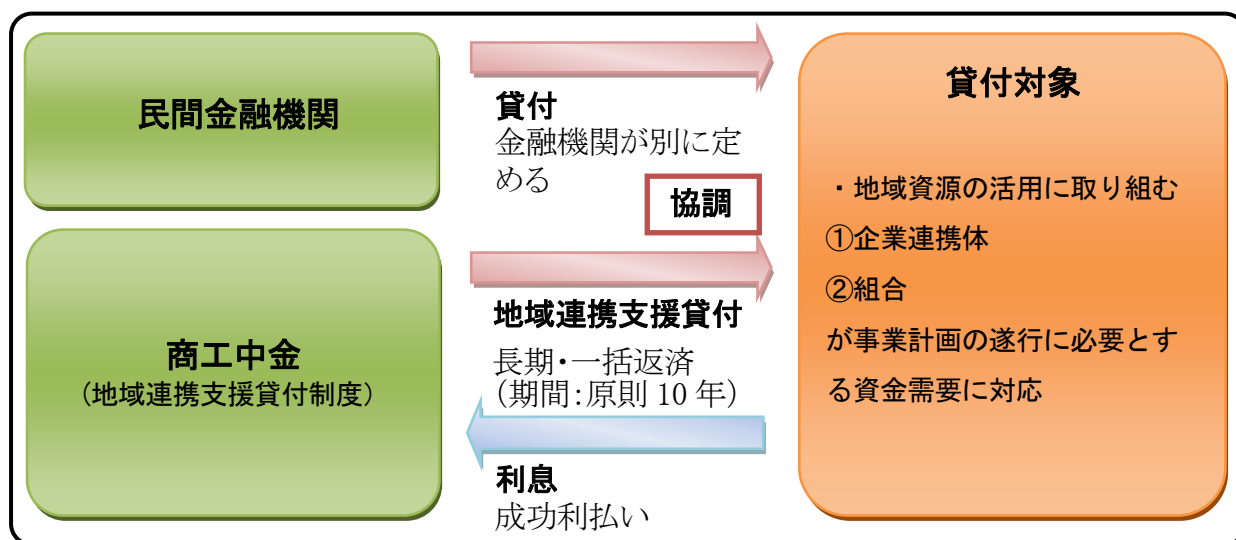 民間金融機関
貸付
金融機関が別に定
める
協調
商工中金
（地域連携支援貸付制度）
地域連携支援貸付
長期・一括返済
（期間：原則 10 年）
利息
成功利払い
貸付対象
・地域資源の活用に取り組む
①企業連携体
②組合
が事業計画の遂行に必要とす
る資金需要に対応